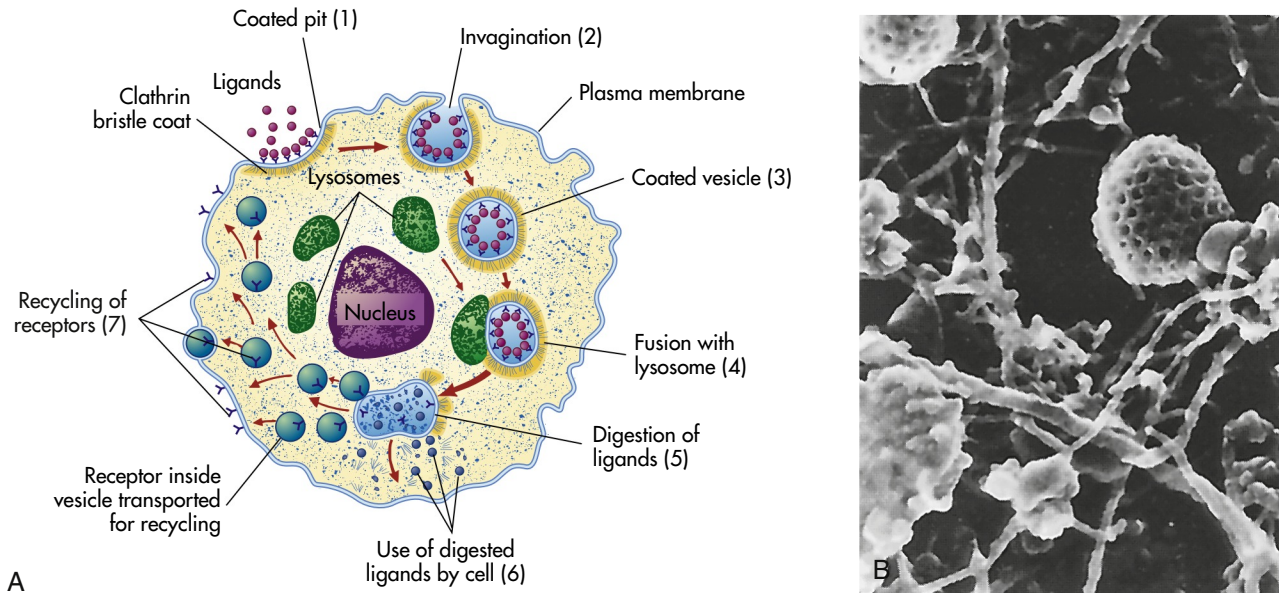 Coated pit (1)
Invagination (2)
Ligands
Clathrin
bristle coat
Plasma membrane
Lysosomes
Coated vesicle (3)
Nucleus
Recycling of
receptors (7)
Fusion with
lysosome (4)
Digestion of
ligands (5)
Receptor inside
vesicle transported
for recycling
Use of digested
ligands by cell (6)
A
B